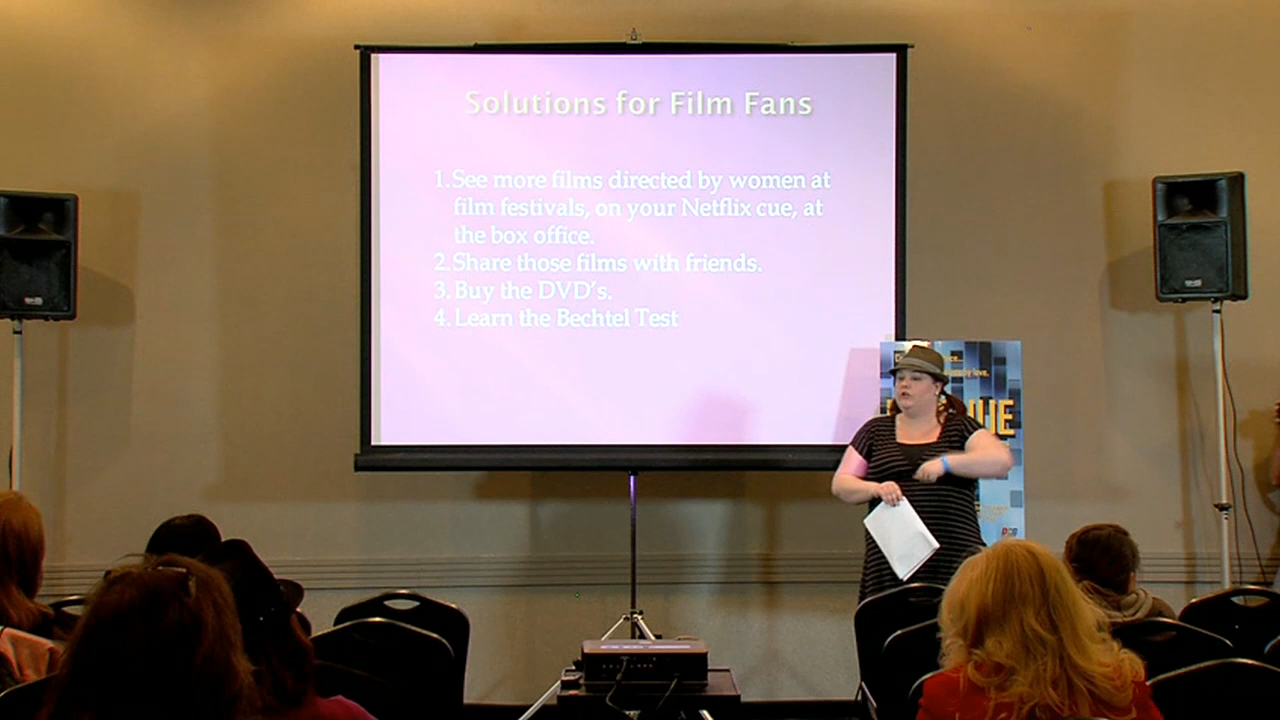 Solutions for Film Fans
1. See more films directed by women at
film festivals, on your Netflix cue, at
the box office.
2. Share those films with friends.
3. Buy the DVD's.
4. Learn the Bechtel Test